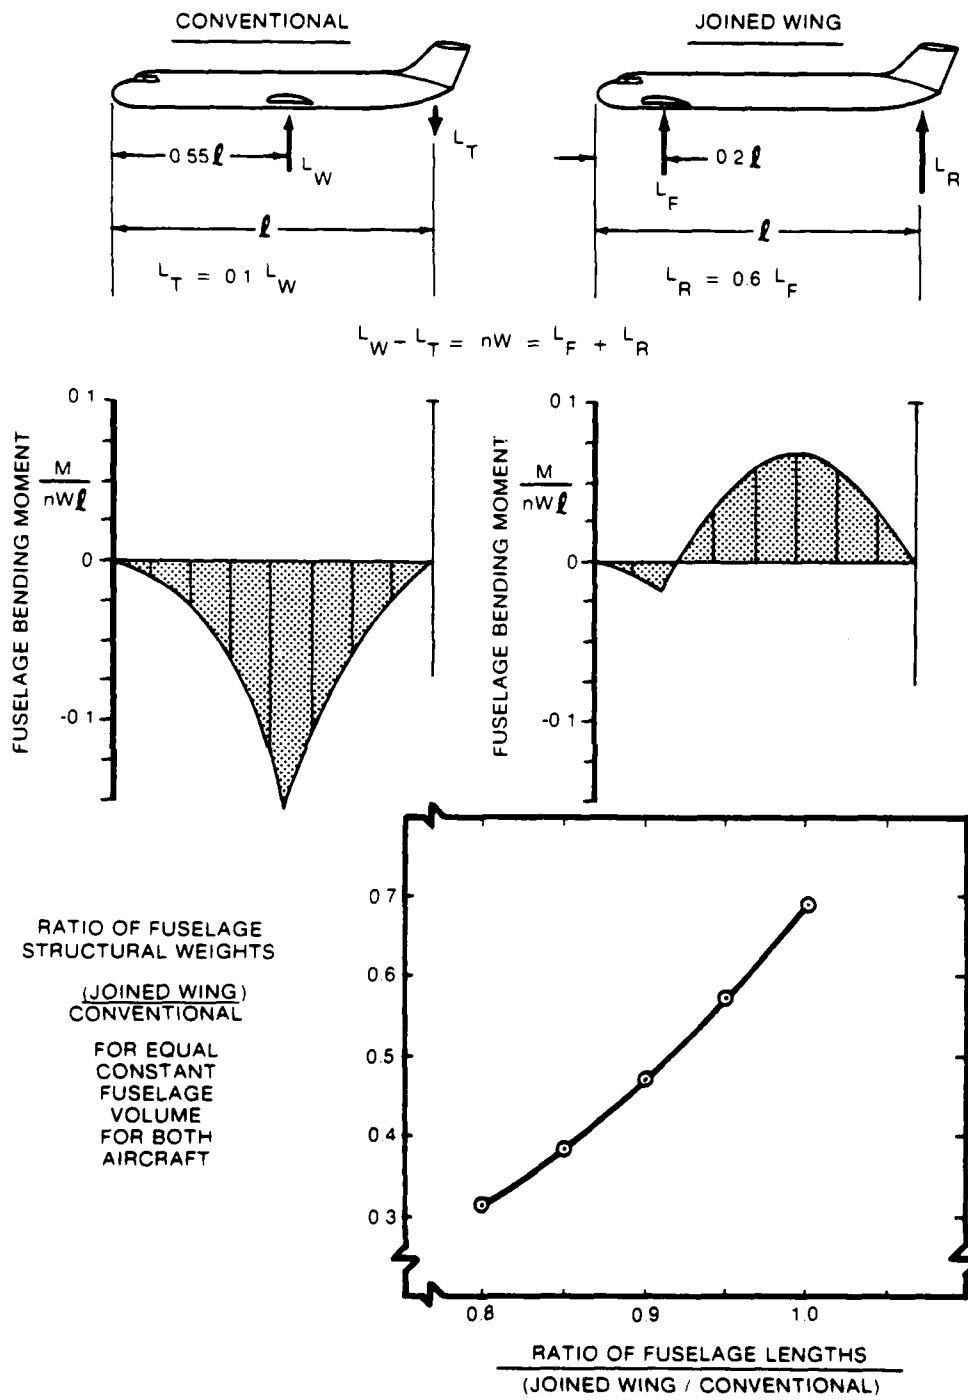 CONVENTIONAL
JOINED WING
0.55ℓ
L_W
L_T
0.2ℓ
L_F
L_R
ℓ
ℓ
L_T = 0.1 L_W
L_R = 0.6 L_F
L_W - L_T = nW = L_F + L_R
FUSELAGE BENDING MOMENT
M
nWℓ
0.1
0
-0.1
FUSELAGE BENDING MOMENT
M
nWℓ
0.1
0
-0.1
RATIO OF FUSELAGE
STRUCTURAL WEIGHTS
(JOINED WING)
CONVENTIONAL
FOR EQUAL
CONSTANT
FUSELAGE
VOLUME
FOR BOTH
AIRCRAFT
0.7
0.6
0.5
0.4
0.3
0.8 0.9 1.0
RATIO OF FUSELAGE LENGTHS
(JOINED WING / CONVENTIONAL)